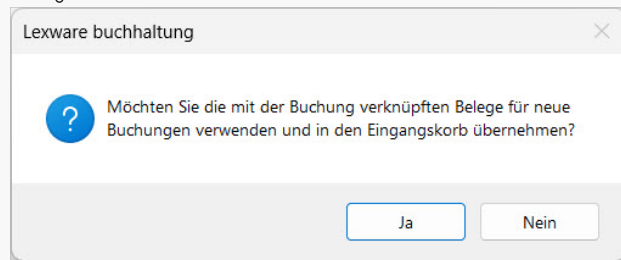 Lexware buchhaltung
Möchten Sie die mit der Buchung verknüpften Belege für neue
Buchungen verwenden und in den Eingangskorb übernehmen?
Ja
Nein